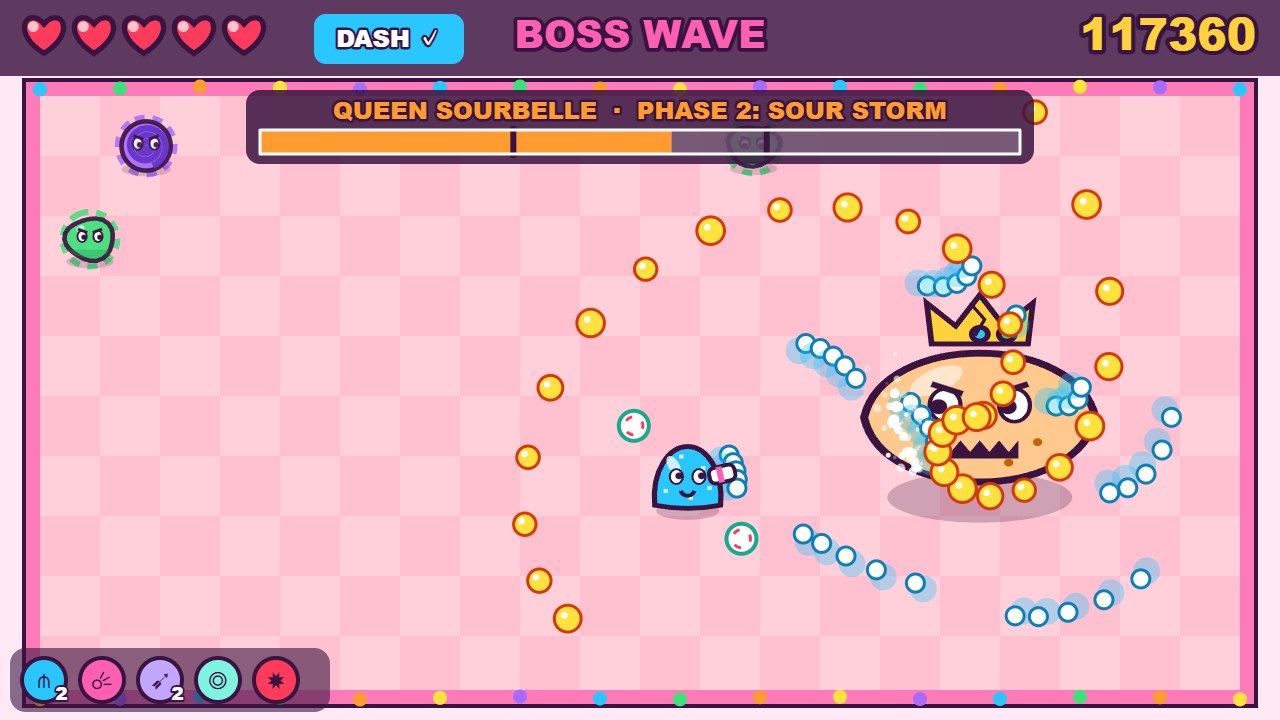 DASH ✓
BOSS WAVE
117360
QUEEN SOURBELLE · PHASE 2: SOUR STORM
2
2